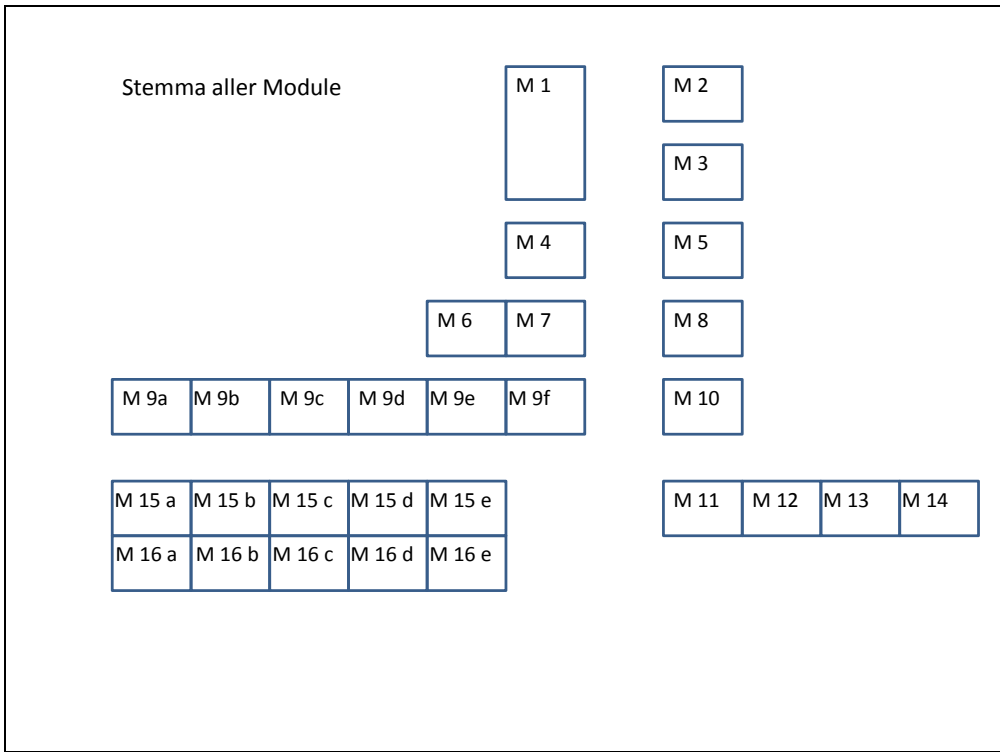 Stemma aller Module
M 1
M 2
M 3
M 4
M 5
M 6
M 7
M 8
M 9a
M 9b
M 9c
M 9d
M 9e
M 9f
M 10
M 15 a
M 15 b
M 15 c
M 15 d
M 15 e
M 11
M 12
M 13
M 14
M 16 a
M 16 b
M 16 c
M 16 d
M 16 e